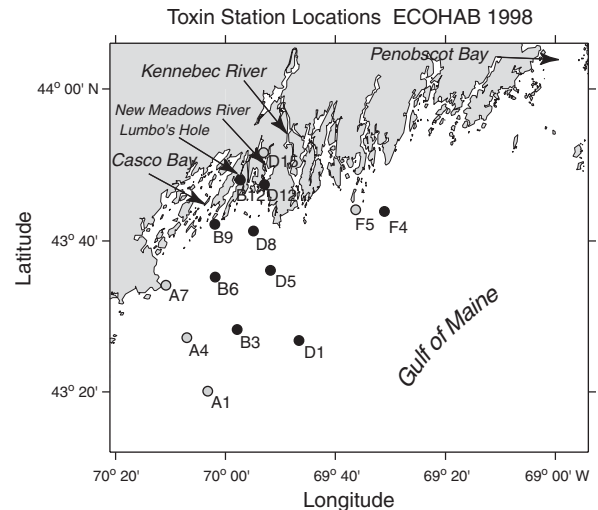 Toxin Station Locations ECOHAB 1998
Penobscot Bay
44° 00' N
Kennebec River
New Meadows River
Lumbo's Hole
Casco Bay
D15
B12
D12
F5
F4
B9
D8
43° 40'
Latitude
D5
B6
A7
B3
D1
A4
Gulf of Maine
43° 20'
A1
70° 20'
70° 00'
69° 40'
69° 20'
69° 00' W
Longitude